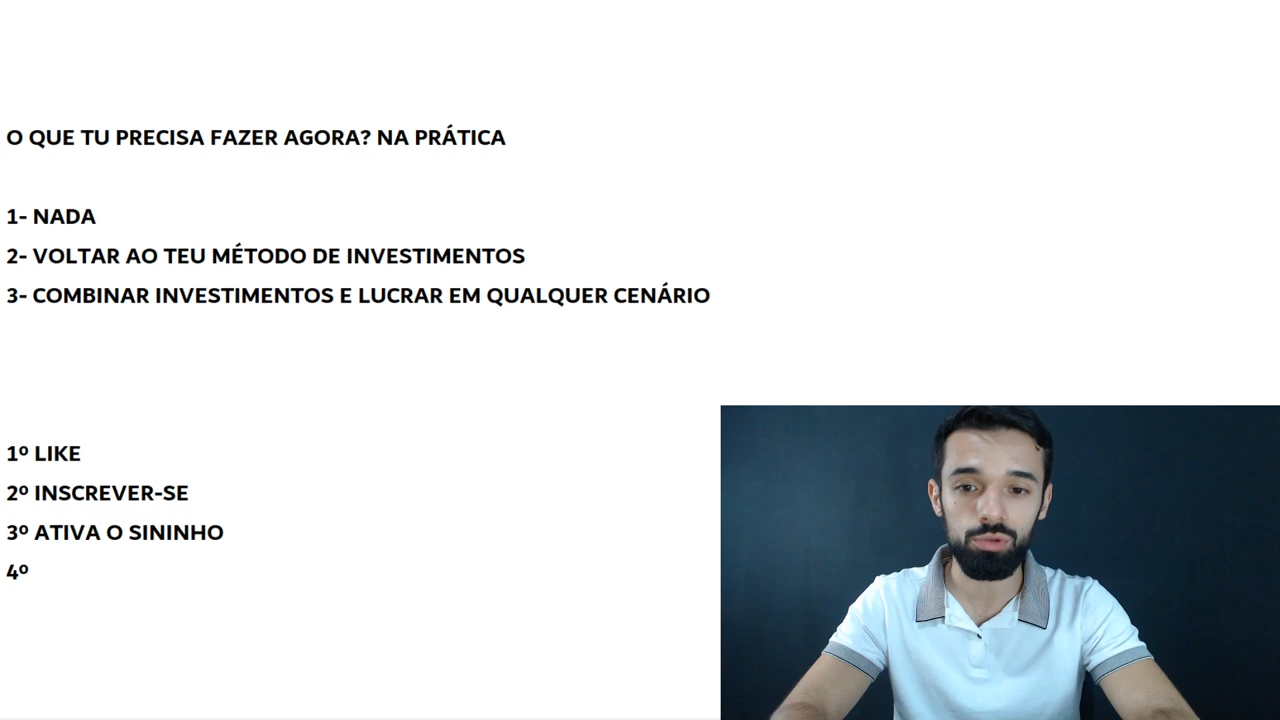 O QUE TU PRECISA FAZER AGORA? NA PRÁTICA
1- NADA
2- VOLTAR AO TEU MÉTODO DE INVESTIMENTOS
3- COMBINAR INVESTIMENTOS E LUCRAR EM QUALQUER CENÁRIO
1º LIKE
2º INSCREVER-SE
3º ATIVA O SININHO
4º